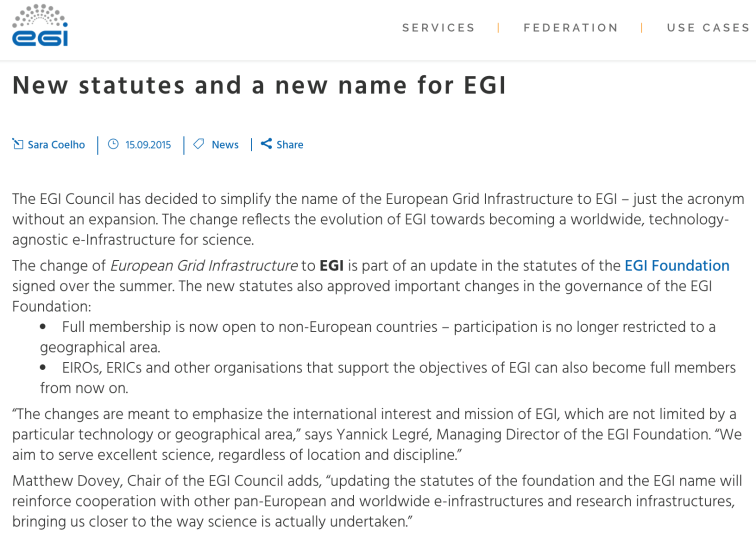 egi
SERVICES | FEDERATION | USE CASES
New statutes and a new name for EGI
Sara Coelho | 15.09.2015 | News | Share
The EGI Council has decided to simplify the name of the European Grid Infrastructure to EGI – just the acronym
without an expansion. The change reflects the evolution of EGI towards becoming a worldwide, technology-
agnostic e-Infrastructure for science.
The change of European Grid Infrastructure to EGI is part of an update in the statutes of the EGI Foundation
signed over the summer. The new statutes also approved important changes in the governance of the EGI
Foundation:
• Full membership is now open to non-European countries – participation is no longer restricted to a
geographical area.
• EIROs, ERICs and other organisations that support the objectives of EGI can also become full members
from now on.
“The changes are meant to emphasize the international interest and mission of EGI, which are not limited by a
particular technology or geographical area,” says Yannick Legré, Managing Director of the EGI Foundation. “We
aim to serve excellent science, regardless of location and discipline.”
Matthew Dovey, Chair of the EGI Council adds, “updating the statutes of the foundation and the EGI name will
reinforce cooperation with other pan-European and worldwide e-infrastructures and research infrastructures,
bringing us closer to the way science is actually undertaken.”